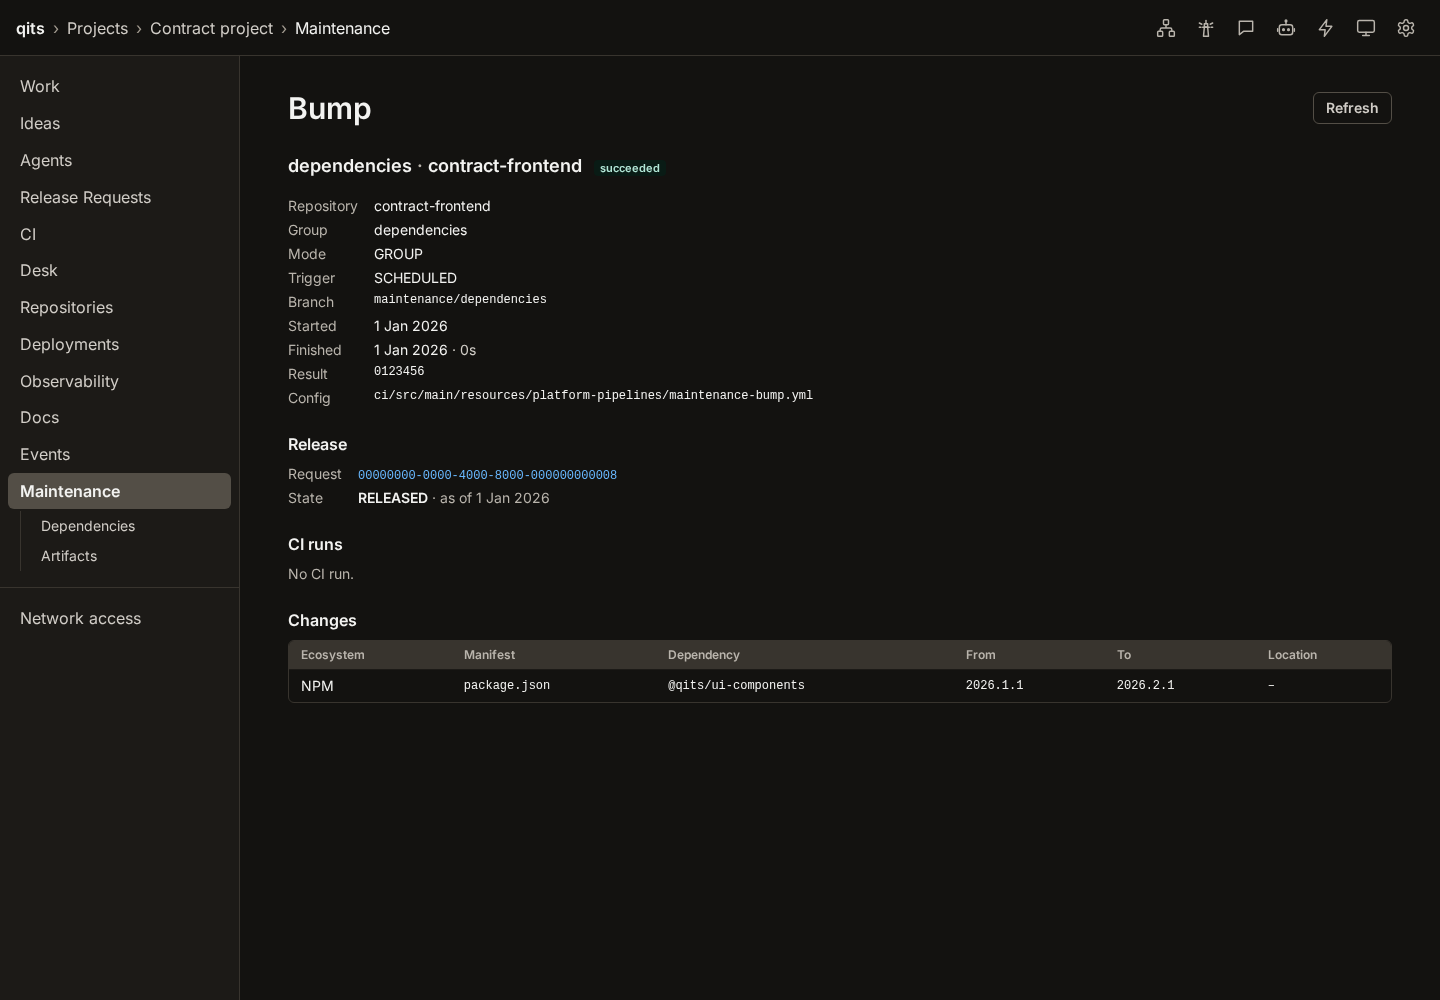 qits › Projects › Contract project › Maintenance
Work
Ideas
Agents
Release Requests
CI
Desk
Repositories
Deployments
Observability
Docs
Events
Maintenance
Dependencies
Artifacts
Network access
Bump
Refresh
dependencies · contract-frontend succeeded
Repository contract-frontend
Group dependencies
Mode GROUP
Trigger SCHEDULED
Branch maintenance/dependencies
Started 1 Jan 2026
Finished 1 Jan 2026 · 0s
Result 0123456
Config ci/src/main/resources/platform-pipelines/maintenance-bump.yml
Release
Request 00000000-0000-4000-8000-000000000008
State RELEASED · as of 1 Jan 2026
CI runs
No CI run.
Changes
Ecosystem Manifest Dependency From To Location
NPM package.json @qits/ui-components 2026.1.1 2026.2.1 –